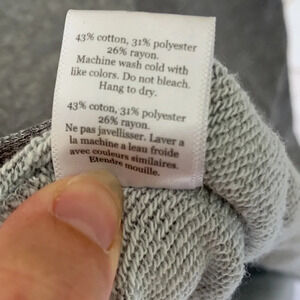 43% cotton, 31% polyester
26% rayon.
Machine wash cold with
like colors. Do not bleach.
Hang to dry.
43% coton, 31% polyester
26% rayon.
Ne pas javellisser. Laver a
la machine a leau froide
avec couleurs similaires.
Etendre mouille.